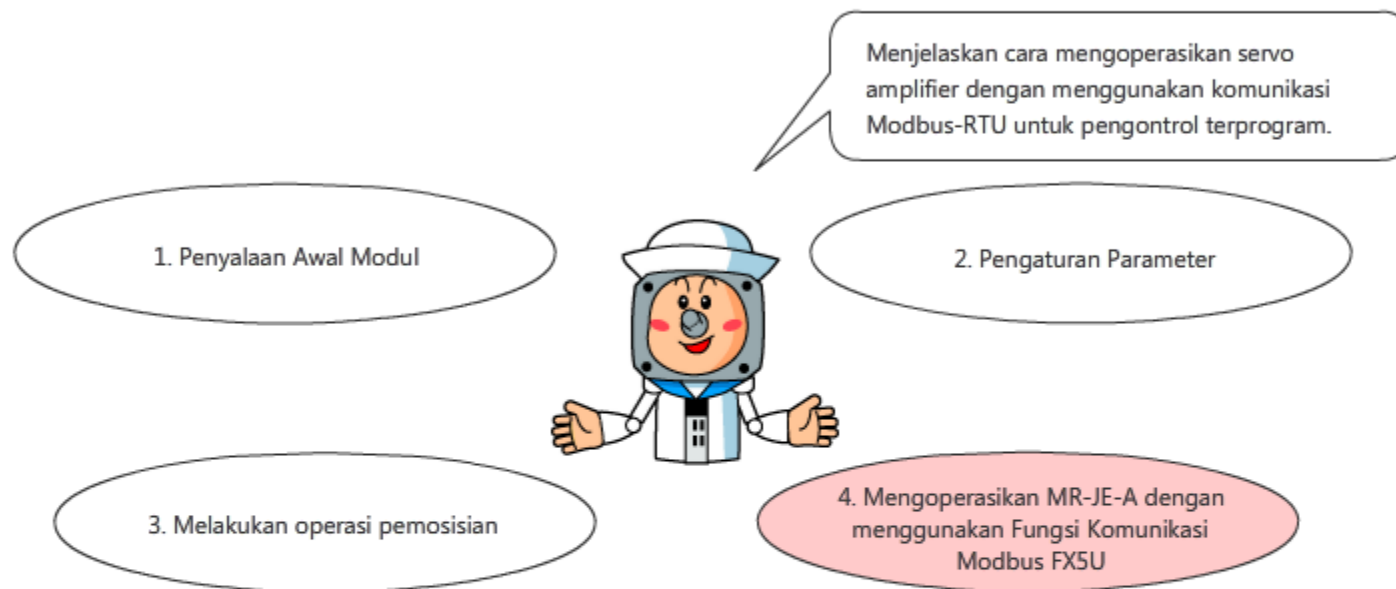 Menjelaskan cara mengoperasikan servo
amplifier dengan menggunakan komunikasi
Modbus-RTU untuk pengontrol terprogram.
1. Penyalaan Awal Modul
2. Pengaturan Parameter
3. Melakukan operasi pemosisian
4. Mengoperasikan MR-JE-A dengan
menggunakan Fungsi Komunikasi
Modbus FX5U